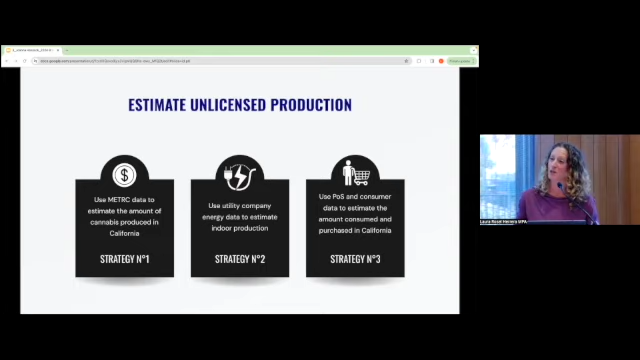 ESTIMATE UNLICENSED PRODUCTION
Use METRC data to
estimate the amount of
cannabis produced in
California
STRATEGY N°1
Use utility company
energy data to estimate
indoor production
STRATEGY N°2
Use PoS and consumer
data to estimate the
amount consumed and
purchased in California
STRATEGY N°3